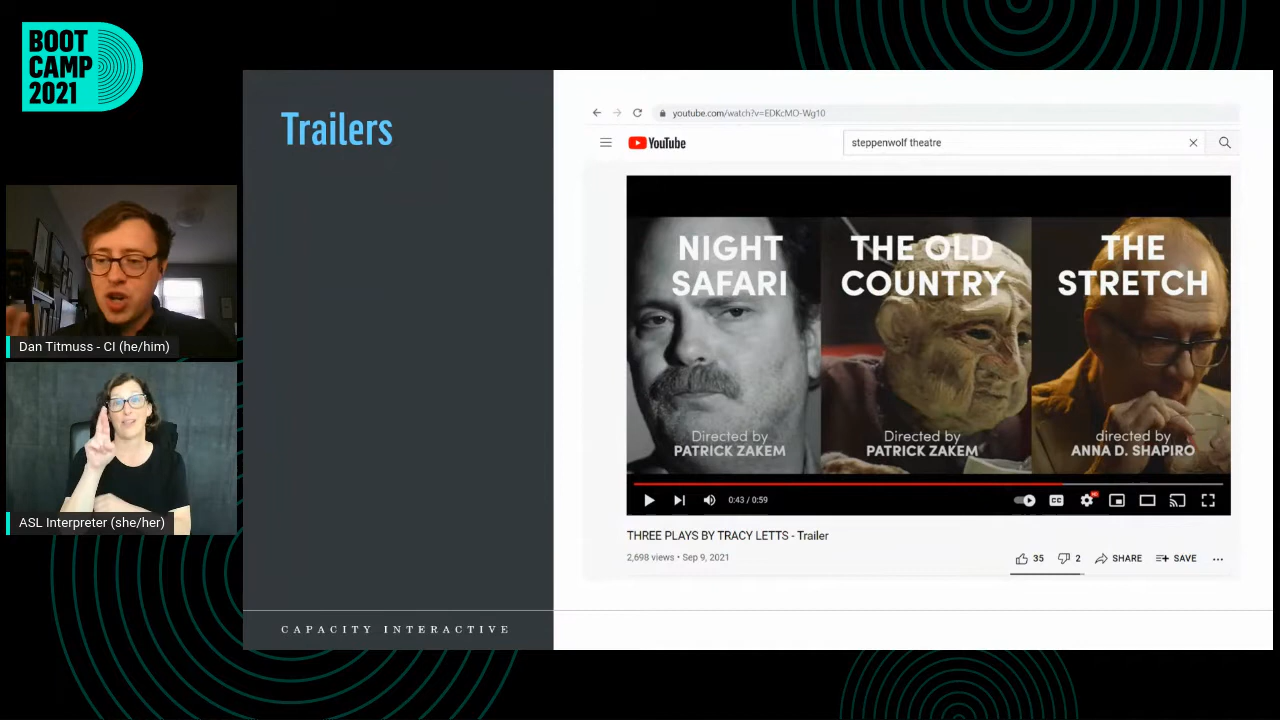 BOOT
CAMP
2021
Trailers
youtube.com/watch?v=EDKcMO-Wg10
YouTube
steppenwolf theatre
NIGHT
SAFARI
Directed by
PATRICK ZAKEM
THE OLD
COUNTRY
Directed by
PATRICK ZAKEM
THE
STRETCH
directed by
ANNA D. SHAPIRO
0:43 / 0:59
THREE PLAYS BY TRACY LETTS - Trailer
2,698 views • Sep 9, 2021
35
2
SHARE
SAVE
Dan Titmuss - CI (he/him)
ASL Interpreter (she/her)
CAPACITY INTERACTIVE